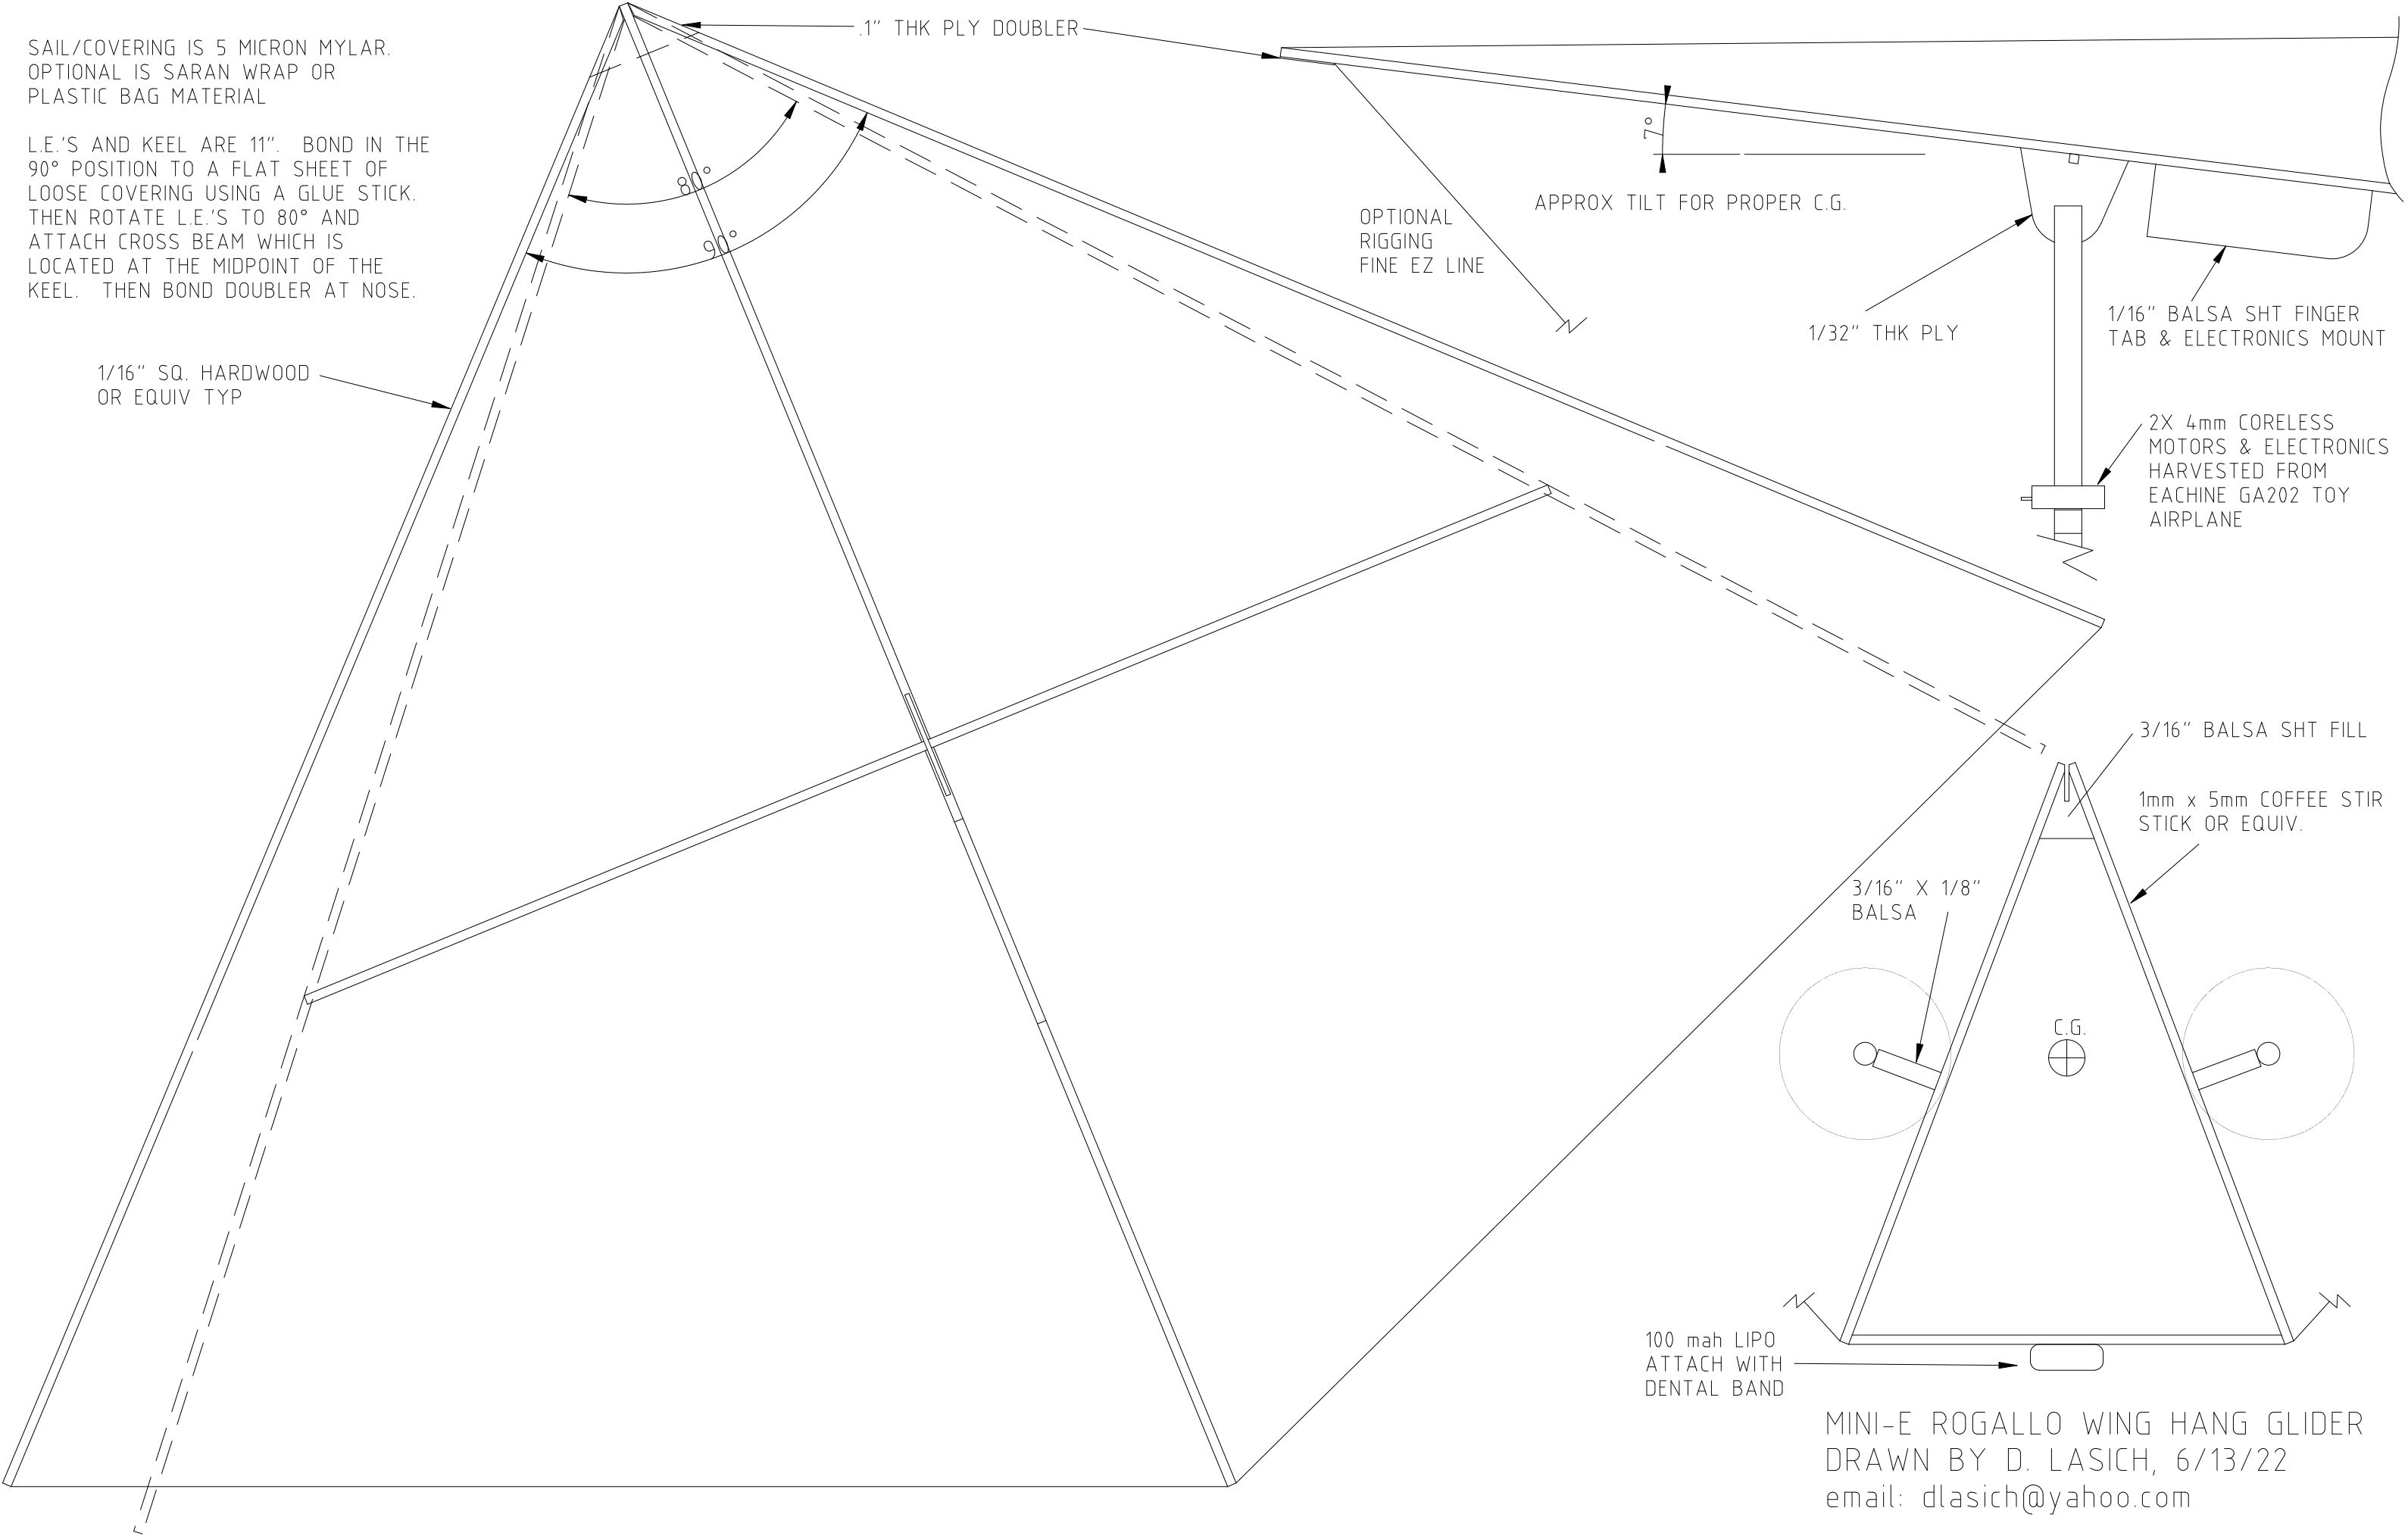 SAIL/COVERING IS 5 MICRON MYLAR.
OPTIONAL IS SARAN WRAP OR
PLASTIC BAG MATERIAL
L.E.'S AND KEEL ARE 11". BOND IN THE
90° POSITION TO A FLAT SHEET OF
LOOSE COVERING USING A GLUE STICK.
THEN ROTATE L.E.'S TO 80° AND
ATTACH CROSS BEAM WHICH IS
LOCATED AT THE MIDPOINT OF THE
KEEL. THEN BOND DOUBLER AT NOSE.
1/16" SQ. HARDWOOD
OR EQUIV TYP
.1" THK PLY DOUBLER
80°
90°
7°
APPROX TILT FOR PROPER C.G.
OPTIONAL
RIGGING
FINE EZ LINE
1/32" THK PLY
1/16" BALSA SHT FINGER
TAB & ELECTRONICS MOUNT
2X 4mm CORELESS
MOTORS & ELECTRONICS
HARVESTED FROM
EACHINE GA202 TOY
AIRPLANE
3/16" BALSA SHT FILL
1mm x 5mm COFFEE STIR
STICK OR EQUIV.
3/16" X 1/8"
BALSA
C.G.
100 mah LIPO
ATTACH WITH
DENTAL BAND
MINI-E ROGALLO WING HANG GLIDER
DRAWN BY D. LASICH, 6/13/22
email: dlasich@yahoo.com